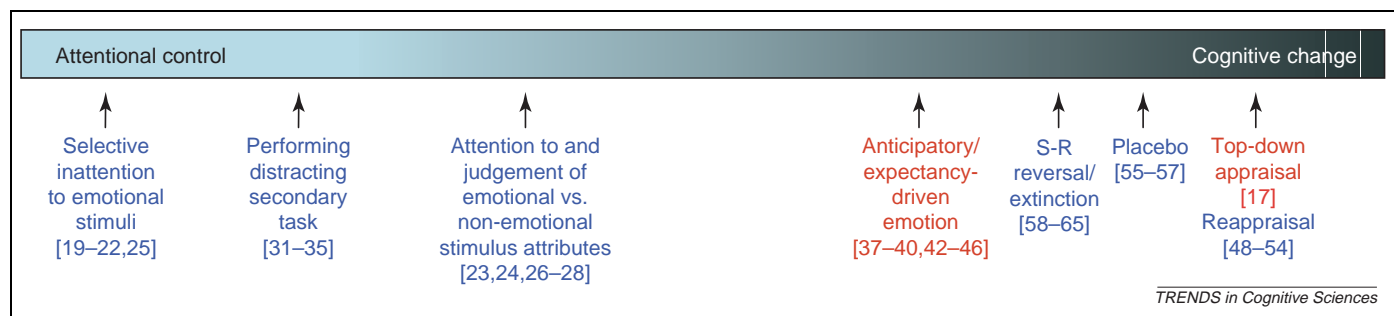 Attentional control
Cognitive change
Selective
inattention
to emotional
stimuli
[19–22,25]
Performing
distracting
secondary
task
[31–35]
Attention to and
judgement of
emotional vs.
non-emotional
stimulus attributes
[23,24,26–28]
Anticipatory/
expectancy-
driven
emotion
[37–40,42–46]
S-R
reversal/
extinction
[58–65]
Placebo
[55–57]
Top-down
appraisal
[17]
Reappraisal
[48–54]
TRENDS in Cognitive Sciences